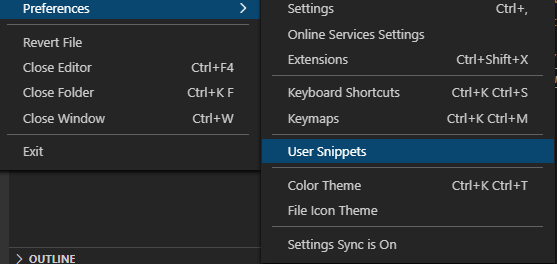 Preferences
Revert File
Close Editor Ctrl+F4
Close Folder Ctrl+K F
Close Window Ctrl+W
Exit
OUTLINE
Settings Ctrl+,
Online Services Settings
Extensions Ctrl+Shift+X
Keyboard Shortcuts Ctrl+K Ctrl+S
Keymaps Ctrl+K Ctrl+M
User Snippets
Color Theme Ctrl+K Ctrl+T
File Icon Theme
Settings Sync is On